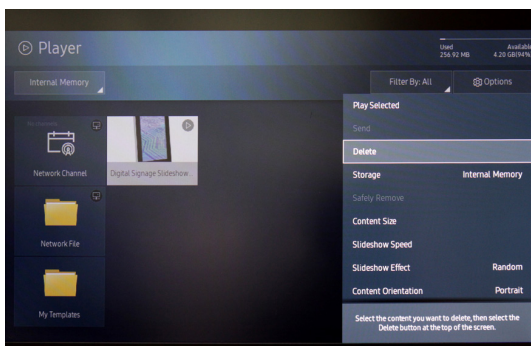 Player
Used
256.92 MB
Available
4.20 GB(94%
Internal Memory
Filter By: All
Options
Network Channel
Digital Signage Slideshow..
Network File
My Templates
Play Selected
Send
Delete
Storage
Internal Memory
Safely Remove
Content Size
Slideshow Speed
Slideshow Effect
Random
Content Orientation
Portrait
Select the content you want to delete, then select the
Delete button at the top of the screen.